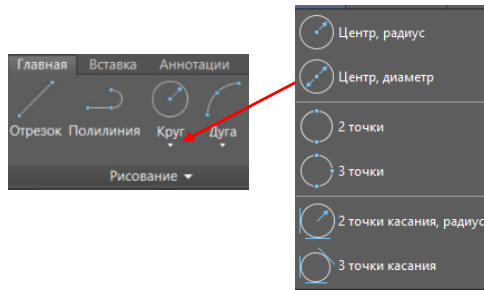 Главная Вставка Аннотации
Отрезок Полилиния Круг Дуга
Рисование
Центр, радиус
Центр, диаметр
2 точки
3 точки
2 точки касания, радиус
3 точки касания